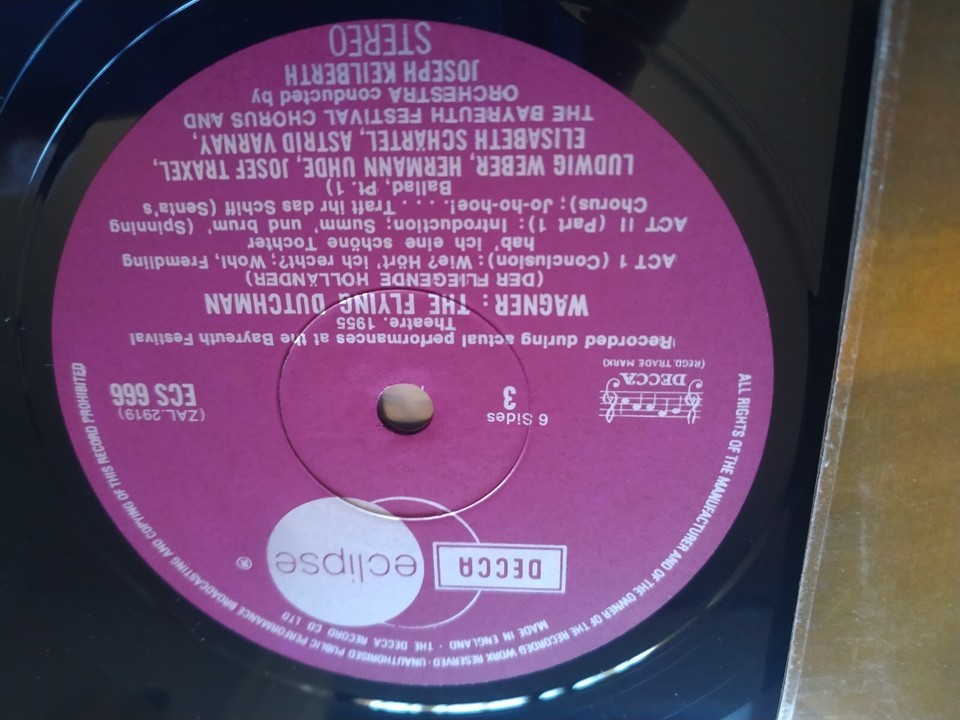 ALL RIGHTS OF THE MANUFACTURER AND OF THE OWNER OF THE RECORDED WORK RESERVED · UNAUTHORISED PUBLIC PERFORMANCE BROADCASTING AND COPYING OF THIS RECORD PROHIBITED
MADE IN ENGLAND · THE DECCA RECORD CO LTD
DECCA
eclipse
®
DECCA
(REGD. TRADE MARK)
6 Sides
3
(ZAL.2919)
ECS 666
Recorded during actual performances at the Bayreuth Festival
Theatre. 1955
WAGNER: THE FLYING DUTCHMAN
(DER FLIEGENDE HOLLÄNDER)
ACT 1 (Conclusion): Wie? Hört' ich recht?; Wohl, Fremdling,
hab' ich eine schöne Tochter
ACT II (Part 1): Introduction; Summ' und brum' (Spinning
Chorus): Jo-ho-hoe!. . . . Traft ihr das Schiff (Senta's
Ballad, Pt. 1)
LUDWIG WEBER, HERMANN UHDE, JOSEF TRAXEL,
ELISABETH SCHÄRTEL, ASTRID VARNAY,
THE BAYREUTH FESTIVAL CHORUS AND
ORCHESTRA conducted by
JOSEPH KEILBERTH
STEREO